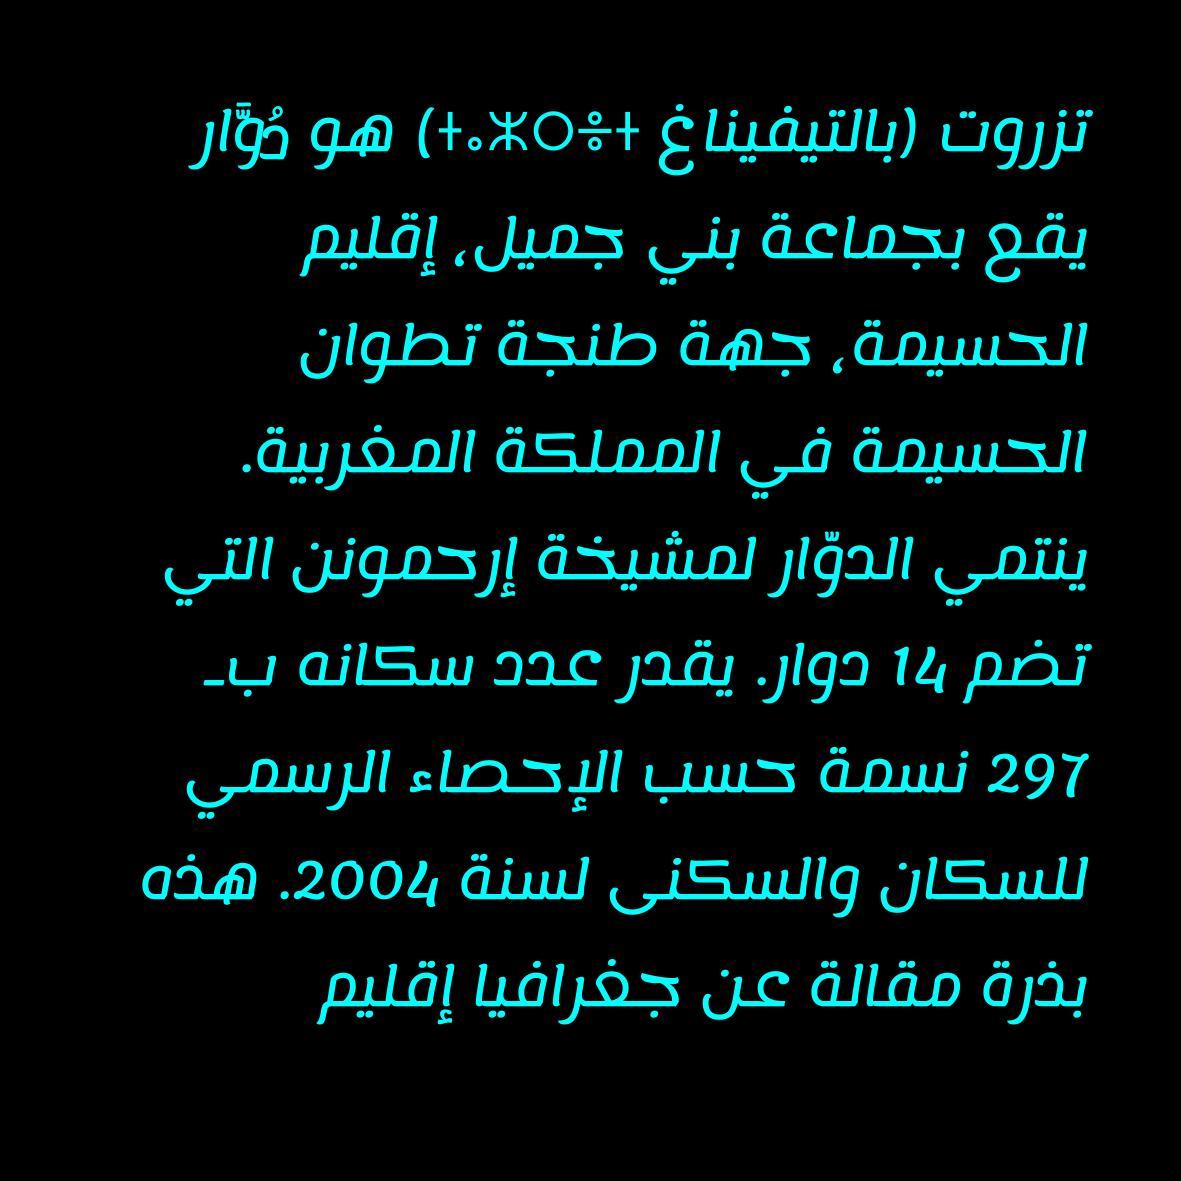 تزروت (بالتيفيناغ ⵜⴰⵣⵔⴻⵜ) هو دُوَّار
يقع بجماعة بني جميل، إقليم
الحسيمة، جهة طنجة تطوان
الحسيمة في المملكة المغربية.
ينتمي الدوّار لمشيخة إرحمونن التي
تضم 14 دوار. يقدر عدد سكانه بـ
297 نسمة حسب الإحصاء الرسمي
للسكان والسكنى لسنة 2004. هذه
بذرة مقالة عن جغرافيا إقليم